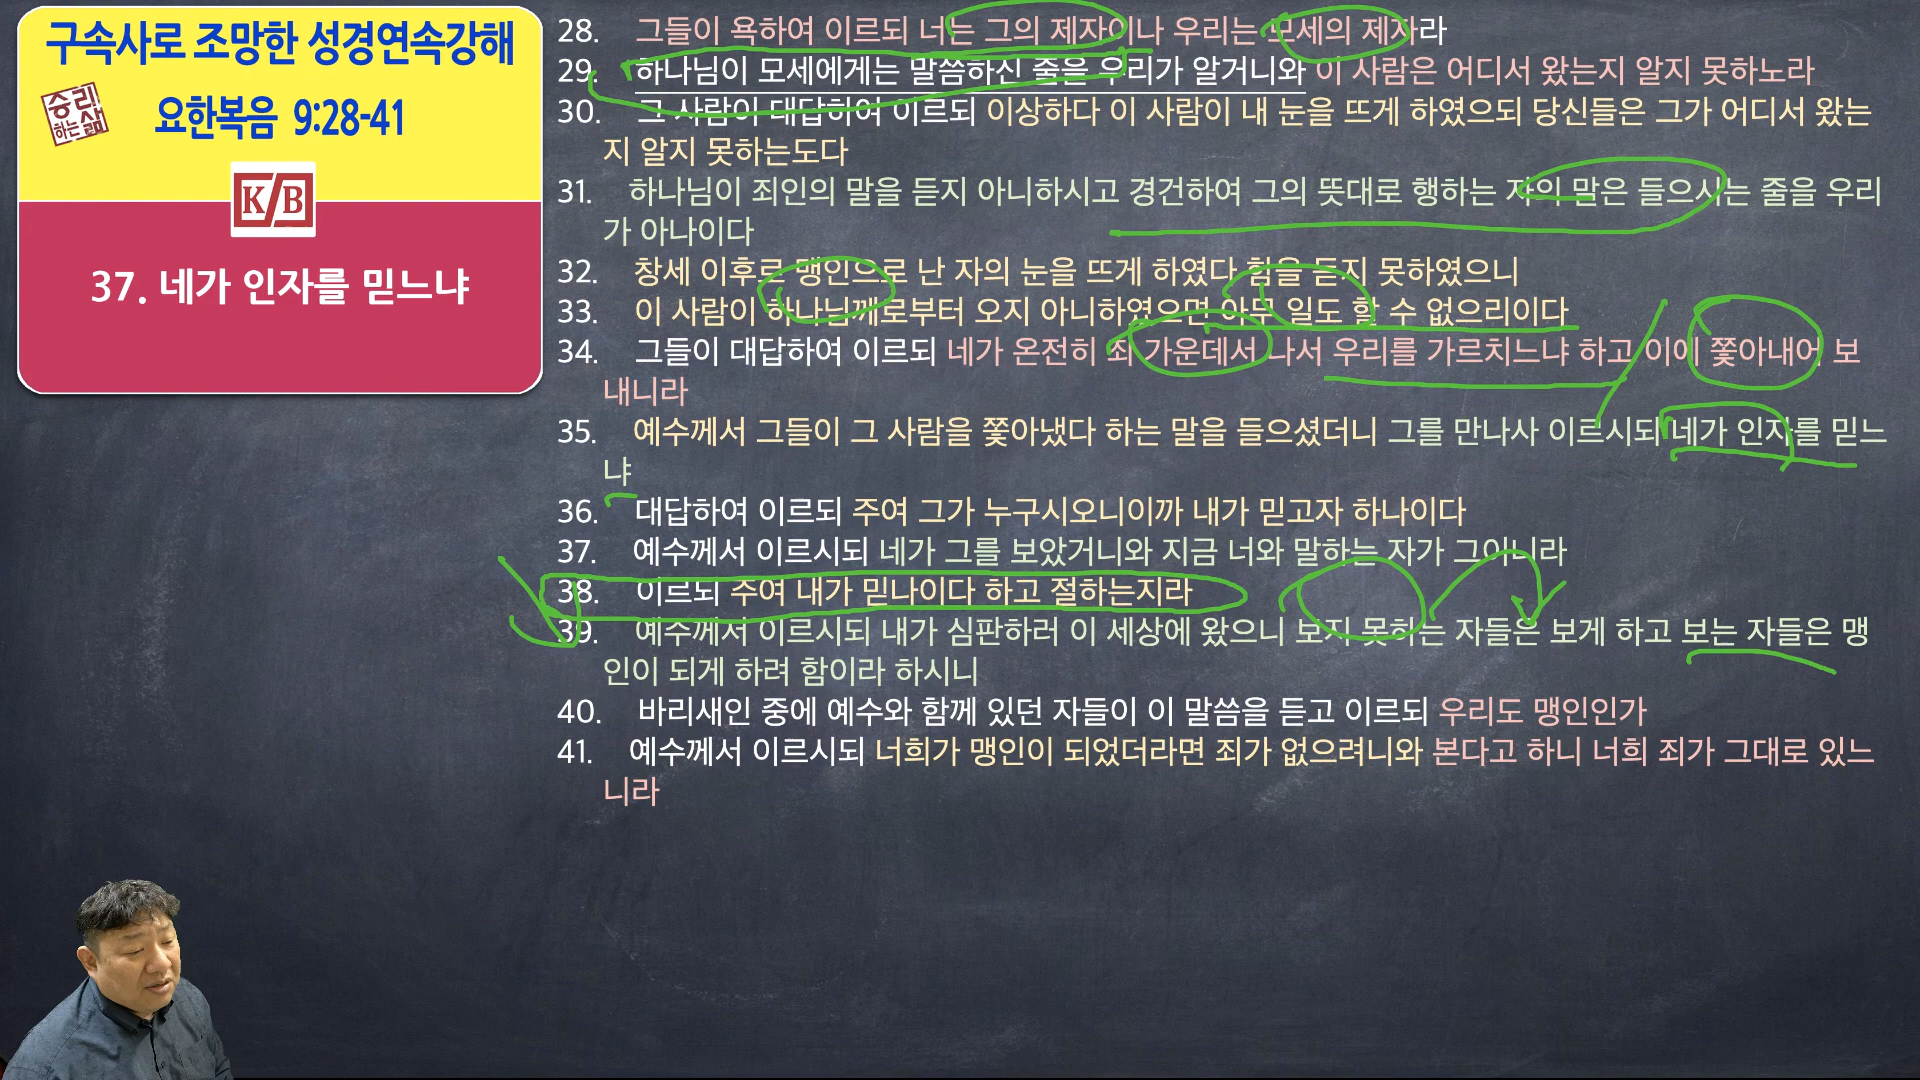 구속사로 조망한 성경연속강해
승리하는 삶
요한복음 9:28-41
K/B
37. 네가 인자를 믿느냐
28. 그들이 욕하여 이르되 너는 그의 제자이나 우리는 모세의 제자라
29. 하나님이 모세에게는 말씀하신 줄을 우리가 알거니와 이 사람은 어디서 왔는지 알지 못하노라
30. 그 사람이 대답하여 이르되 이상하다 이 사람이 내 눈을 뜨게 하였으되 당신들은 그가 어디서 왔는
지 알지 못하는도다
31. 하나님이 죄인의 말을 듣지 아니하시고 경건하여 그의 뜻대로 행하는 자의 말은 들으시는 줄을 우리
가 아나이다
32. 창세 이후로 맹인으로 난 자의 눈을 뜨게 하였다 함을 듣지 못하였으니
33. 이 사람이 하나님께로부터 오지 아니하였으면 아무 일도 할 수 없으리이다
34. 그들이 대답하여 이르되 네가 온전히 죄 가운데서 나서 우리를 가르치느냐 하고 이에 쫓아내어 보
내니라
35. 예수께서 그들이 그 사람을 쫓아냈다 하는 말을 들으셨더니 그를 만나사 이르시되 네가 인자를 믿느
냐
36. 대답하여 이르되 주여 그가 누구시오니이까 내가 믿고자 하나이다
37. 예수께서 이르시되 네가 그를 보았거니와 지금 너와 말하는 자가 그이니라
38. 이르되 주여 내가 믿나이다 하고 절하는지라
39. 예수께서 이르시되 내가 심판하러 이 세상에 왔으니 보지 못하는 자들은 보게 하고 보는 자들은 맹
인이 되게 하려 함이라 하시니
40. 바리새인 중에 예수와 함께 있던 자들이 이 말씀을 듣고 이르되 우리도 맹인인가
41. 예수께서 이르시되 너희가 맹인이 되었더라면 죄가 없으려니와 본다고 하니 너희 죄가 그대로 있느
니라